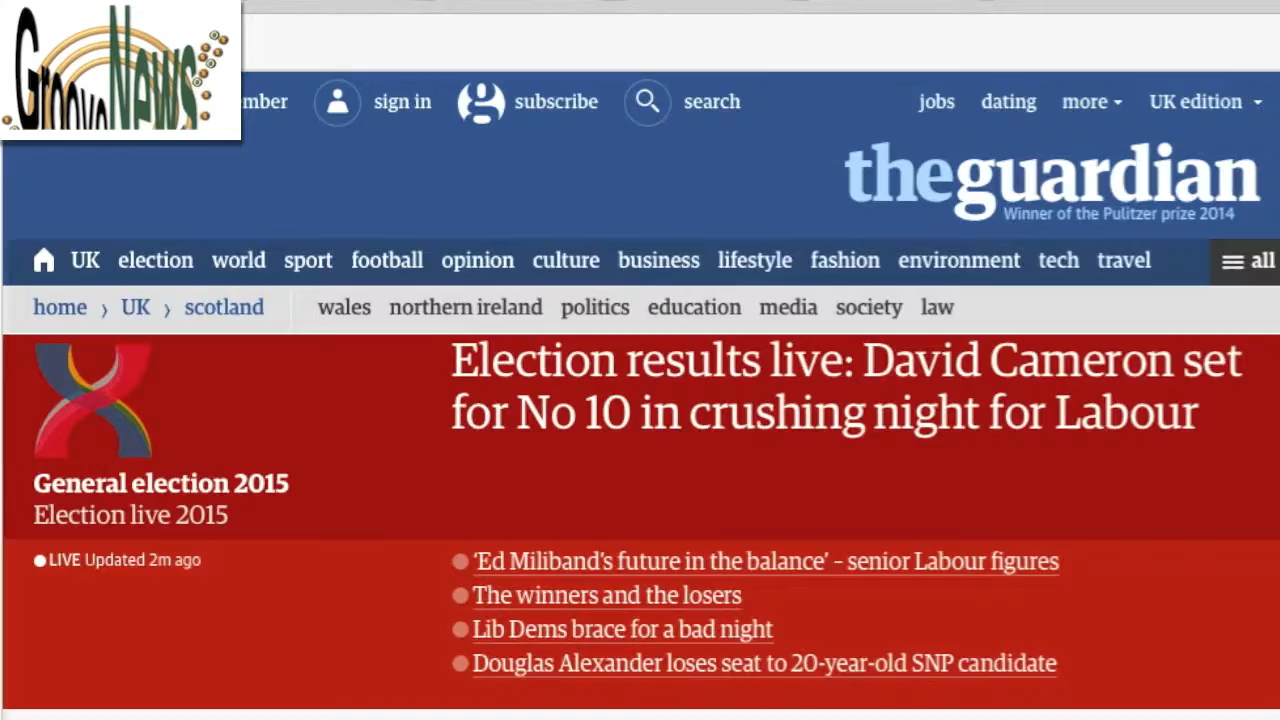 Groove News
mber sign in subscribe search jobs dating more UK edition
theguardian
Winner of the Pulitzer prize 2014
UK election world sport football opinion culture business lifestyle fashion environment tech travel all
home › UK › scotland wales northern ireland politics education media society law
Election results live: David Cameron set
for No 10 in crushing night for Labour
General election 2015
Election live 2015
LIVE Updated 2m ago
‘Ed Miliband’s future in the balance’ – senior Labour figures
The winners and the losers
Lib Dems brace for a bad night
Douglas Alexander loses seat to 20-year-old SNP candidate